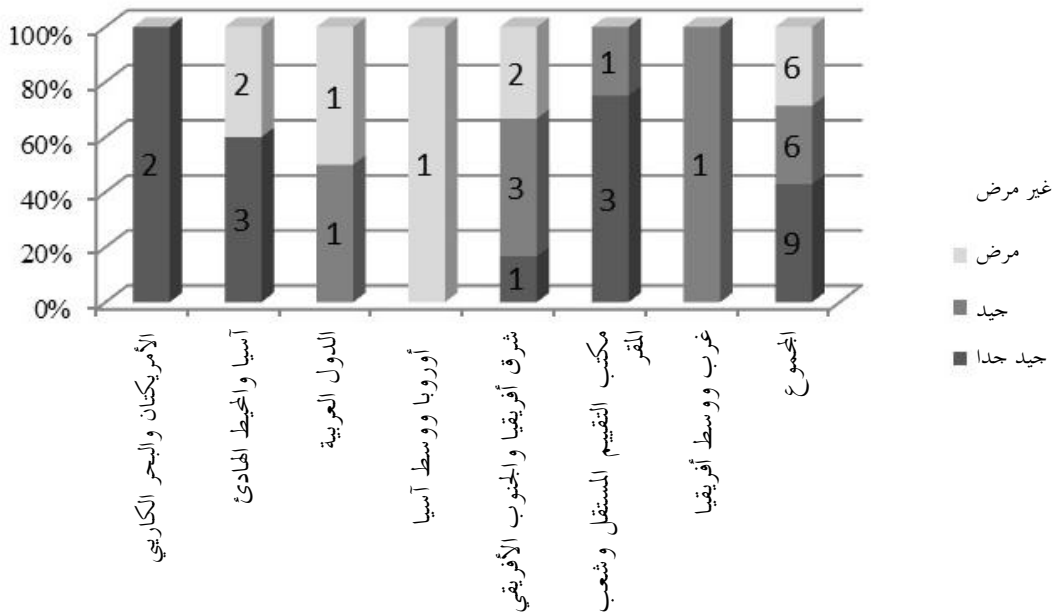 100%
80%
60%
40%
20%
0%
2
2
3
1
1
1
2
3
1
1
3
1
6
6
9
غير مرض
مرض
جيد
جيد جدا
الأمريكتان والبحر الكاريبي
آسيا والمحيط الهادئ
الدول العربية
أوروبا ووسط آسيا
شرق أفريقيا والجنوب الأفريقي
مكتب التقييم المستقل وشعب
المقر
غرب ووسط أفريقيا
المجموع